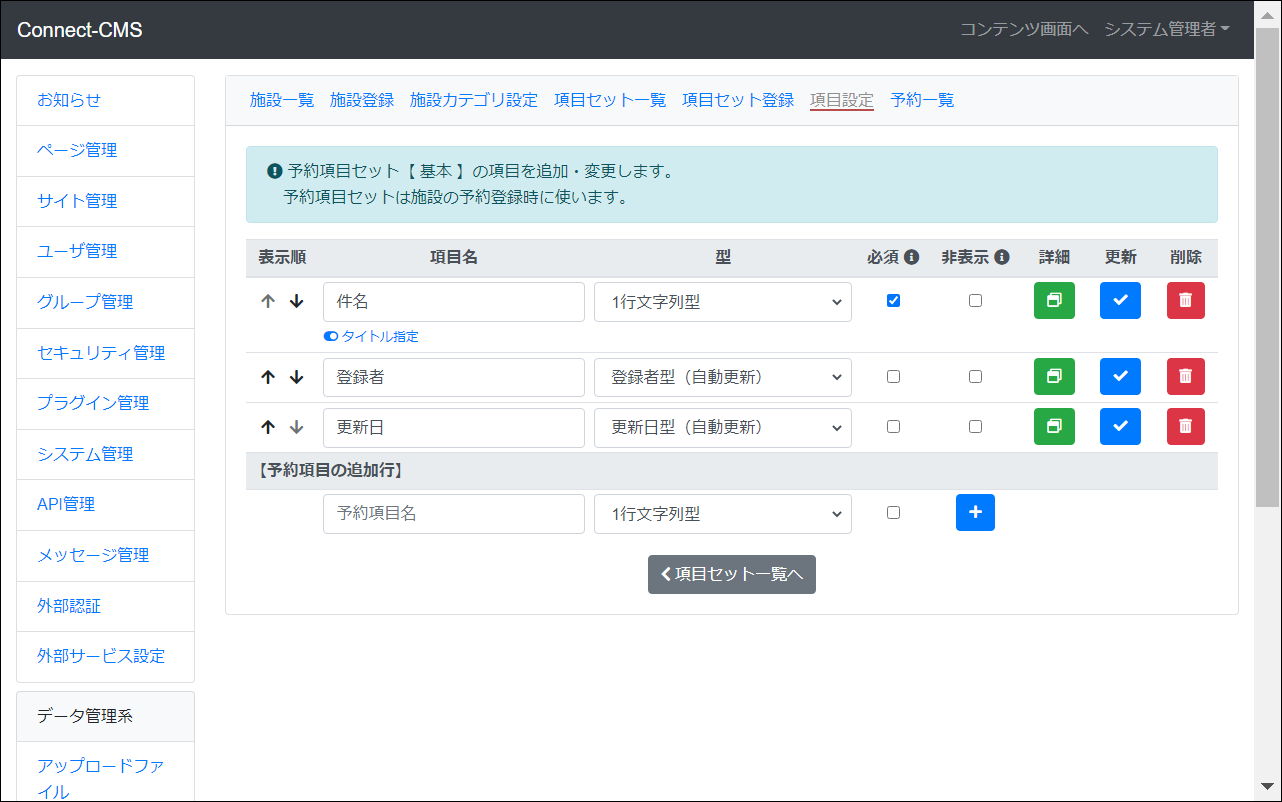 Connect-CMS
コンテンツ画面へ システム管理者
お知らせ
ページ管理
サイト管理
ユーザ管理
グループ管理
セキュリティ管理
プラグイン管理
システム管理
API管理
メッセージ管理
外部認証
外部サービス設定
データ管理系
アップロードファ
イル
施設一覧 施設登録 施設カテゴリ設定 項目セット一覧 項目セット登録 項目設定 予約一覧
予約項目セット【 基本 】の項目を追加・変更します。
予約項目セットは施設の予約登録時に使います。
表示順 項目名 型 必須 非表示 詳細 更新 削除
件名 1行文字列型
タイトル指定
登録者 登録者型（自動更新）
更新日 更新日型（自動更新）
【予約項目の追加行】
予約項目名 1行文字列型
項目セット一覧へ